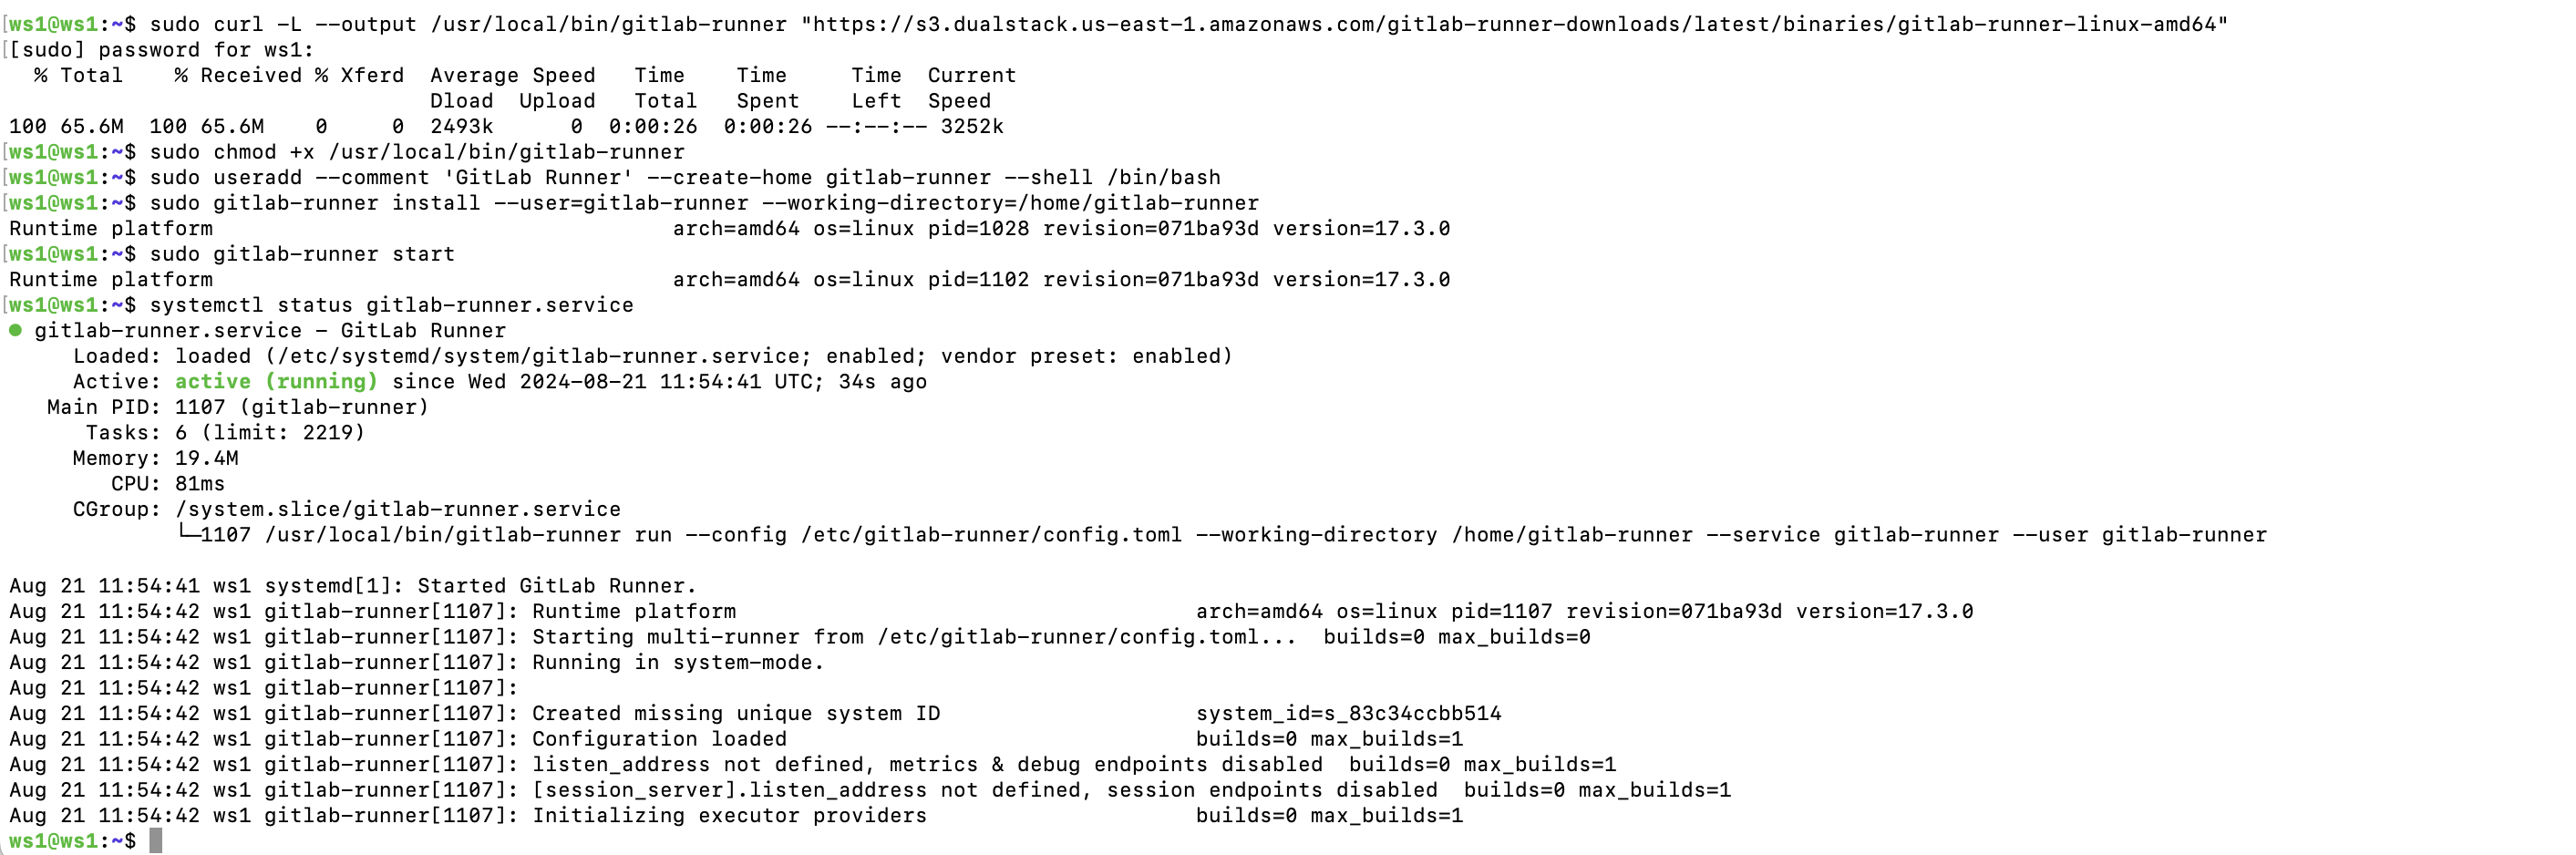 [ws1@ws1:~$ sudo curl -L --output /usr/local/bin/gitlab-runner "https://s3.dualstack.us-east-1.amazonaws.com/gitlab-runner-downloads/latest/binaries/gitlab-runner-linux-amd64"
[[sudo] password for ws1:
  % Total    % Received % Xferd  Average Speed   Time    Time     Time  Current
                                 Dload  Upload   Total   Spent    Left  Speed
100 65.6M  100 65.6M    0     0  2493k      0  0:00:26  0:00:26 --:--:-- 3252k
[ws1@ws1:~$ sudo chmod +x /usr/local/bin/gitlab-runner
[ws1@ws1:~$ sudo useradd --comment 'GitLab Runner' --create-home gitlab-runner --shell /bin/bash
[ws1@ws1:~$ sudo gitlab-runner install --user=gitlab-runner --working-directory=/home/gitlab-runner
Runtime platform                                    arch=amd64 os=linux pid=1028 revision=071ba93d version=17.3.0
[ws1@ws1:~$ sudo gitlab-runner start
Runtime platform                                    arch=amd64 os=linux pid=1102 revision=071ba93d version=17.3.0
[ws1@ws1:~$ systemctl status gitlab-runner.service
● gitlab-runner.service - GitLab Runner
     Loaded: loaded (/etc/systemd/system/gitlab-runner.service; enabled; vendor preset: enabled)
     Active: active (running) since Wed 2024-08-21 11:54:41 UTC; 34s ago
   Main PID: 1107 (gitlab-runner)
      Tasks: 6 (limit: 2219)
     Memory: 19.4M
        CPU: 81ms
     CGroup: /system.slice/gitlab-runner.service
             └─1107 /usr/local/bin/gitlab-runner run --config /etc/gitlab-runner/config.toml --working-directory /home/gitlab-runner --service gitlab-runner --user gitlab-runner
Aug 21 11:54:41 ws1 systemd[1]: Started GitLab Runner.
Aug 21 11:54:42 ws1 gitlab-runner[1107]: Runtime platform                                    arch=amd64 os=linux pid=1107 revision=071ba93d version=17.3.0
Aug 21 11:54:42 ws1 gitlab-runner[1107]: Starting multi-runner from /etc/gitlab-runner/config.toml...  builds=0 max_builds=0
Aug 21 11:54:42 ws1 gitlab-runner[1107]: Running in system-mode.
Aug 21 11:54:42 ws1 gitlab-runner[1107]:
Aug 21 11:54:42 ws1 gitlab-runner[1107]: Created missing unique system ID                    system_id=s_83c34ccbb514
Aug 21 11:54:42 ws1 gitlab-runner[1107]: Configuration loaded                                builds=0 max_builds=1
Aug 21 11:54:42 ws1 gitlab-runner[1107]: listen_address not defined, metrics & debug endpoints disabled  builds=0 max_builds=1
Aug 21 11:54:42 ws1 gitlab-runner[1107]: [session_server].listen_address not defined, session endpoints disabled  builds=0 max_builds=1
Aug 21 11:54:42 ws1 gitlab-runner[1107]: Initializing executor providers                     builds=0 max_builds=1
ws1@ws1:~$